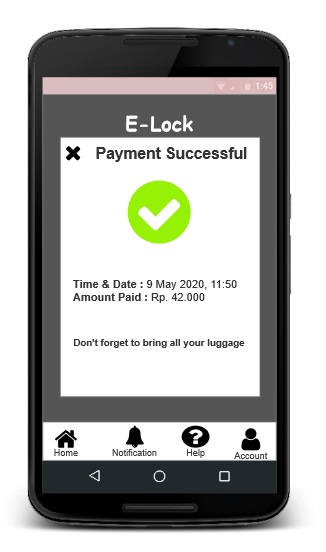 1:45
E-Lock
Payment Successful
Time & Date : 9 May 2020, 11:50
Amount Paid : Rp. 42.000
Don't forget to bring all your luggage
Home
Notification
Help
Account